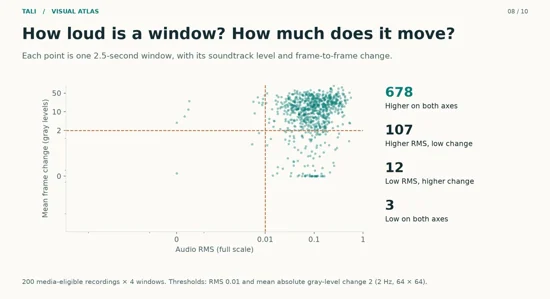 TALI / VISUAL ATLAS
08 / 10
How loud is a window? How much does it move?
Each point is one 2.5-second window, with its soundtrack level and frame-to-frame change.
Mean frame change (gray levels)
50
10
2
0
0
0.01
0.1
1
Audio RMS (full scale)
678
Higher on both axes
107
Higher RMS, low change
12
Low RMS, higher change
3
Low on both axes
200 media-eligible recordings × 4 windows. Thresholds: RMS 0.01 and mean absolute gray-level change 2 (2 Hz, 64 × 64).